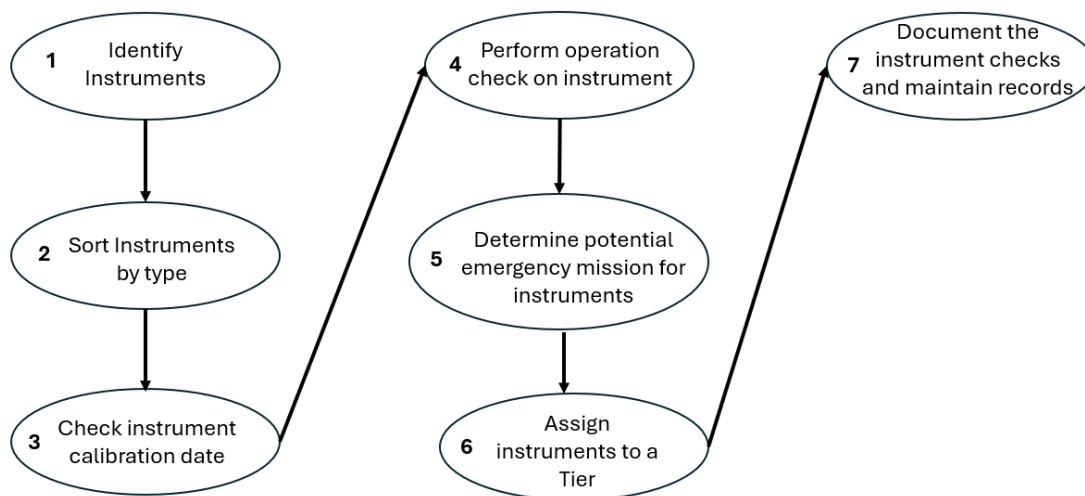 1 Identify
Instruments
2 Sort Instruments
by type
3 Check instrument
calibration date
4 Perform operation
check on instrument
5 Determine potential
emergency mission for
instruments
6 Assign
instruments to a
Tier
7 Document the
instrument checks
and maintain records